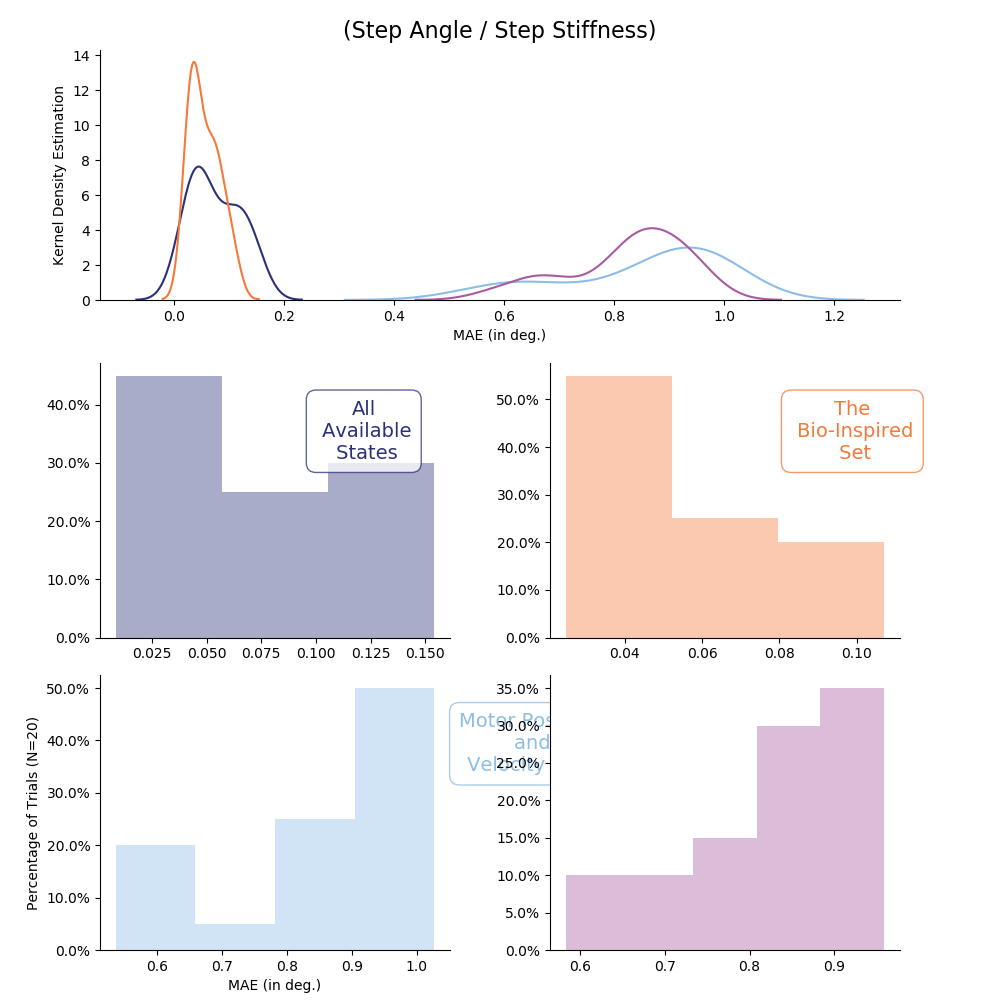 (Step Angle / Step Stiffness)
14
12
10
8
6
4
2
0
Kernel Density Estimation
0.0 0.2 0.4 0.6 0.8 1.0 1.2
MAE (in deg.)
40.0%
30.0%
20.0%
10.0%
0.0%
All
Available
States
0.025 0.050 0.075 0.100 0.125 0.150
50.0%
40.0%
30.0%
20.0%
10.0%
0.0%
The
Bio-Inspired
Set
0.04 0.06 0.08 0.10
50.0%
40.0%
30.0%
20.0%
10.0%
0.0%
Percentage of Trials (N=20)
Motor
and
Velocity
0.6 0.7 0.8 0.9 1.0
MAE (in deg.)
35.0%
30.0%
25.0%
20.0%
15.0%
10.0%
5.0%
0.0%
0.6 0.7 0.8 0.9